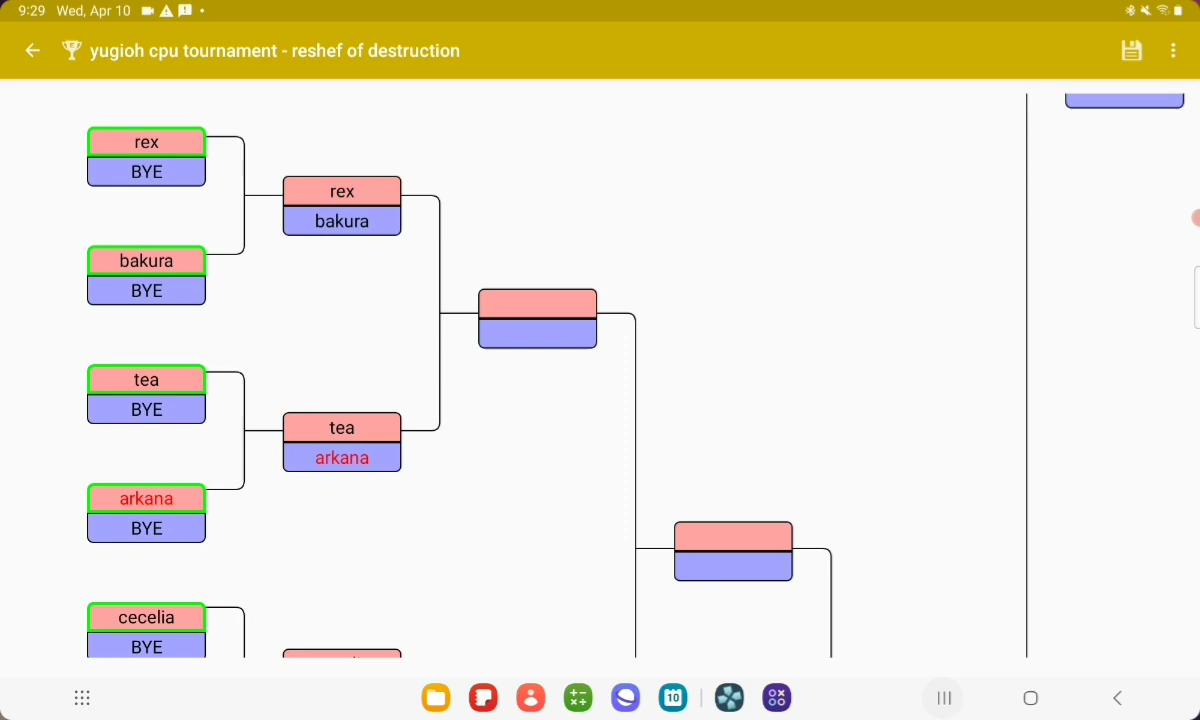 9:29 Wed, Apr 10
yugioh cpu tournament - reshef of destruction
rex
BYE
rex
bakura
bakura
BYE
tea
BYE
tea
arkana
arkana
BYE
cecelia
BYE
10